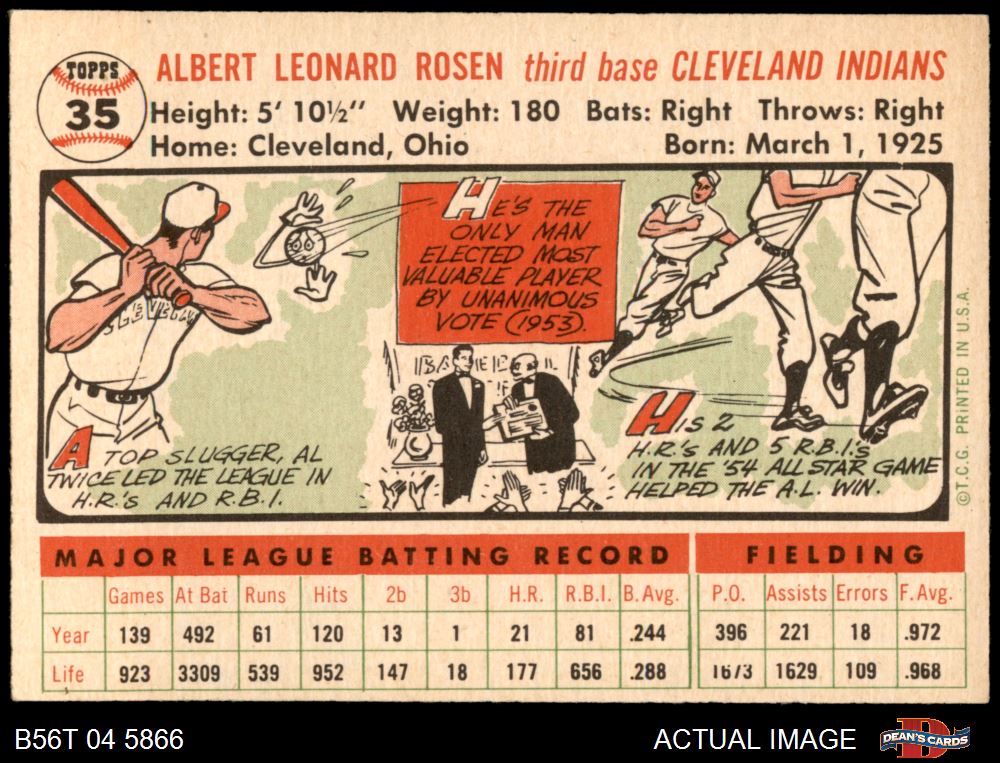 TOPPS
35
ALBERT LEONARD ROSEN third base CLEVELAND INDIANS
Height: 5' 10½" Weight: 180 Bats: Right Throws: Right
Home: Cleveland, Ohio Born: March 1, 1925
CLEVELA
A TOP SLUGGER, AL
TWICE LED THE LEAGUE IN
H.R.'s AND R.B.I.
HE'S THE
ONLY MAN
ELECTED MOST
VALUABLE PLAYER
BY UNANIMOUS
VOTE (1953).
HIS 2
H.R.'s AND 5 R.B.I.'s
IN THE '54 ALL STAR GAME
HELPED THE A.L. WIN.
©T.C.G. PRINTED IN U.S.A.
MAJOR LEAGUE BATTING RECORD FIELDING
Games At Bat Runs Hits 2b 3b H.R. R.B.I. B.Avg. P.O. Assists Errors F.Avg.
Year 139 492 61 120 13 1 21 81 .244 396 221 18 .972
Life 923 3309 539 952 147 18 177 656 .288 1673 1629 109 .968
B56T 04 5866 ACTUAL IMAGE DEAN'S CARDS